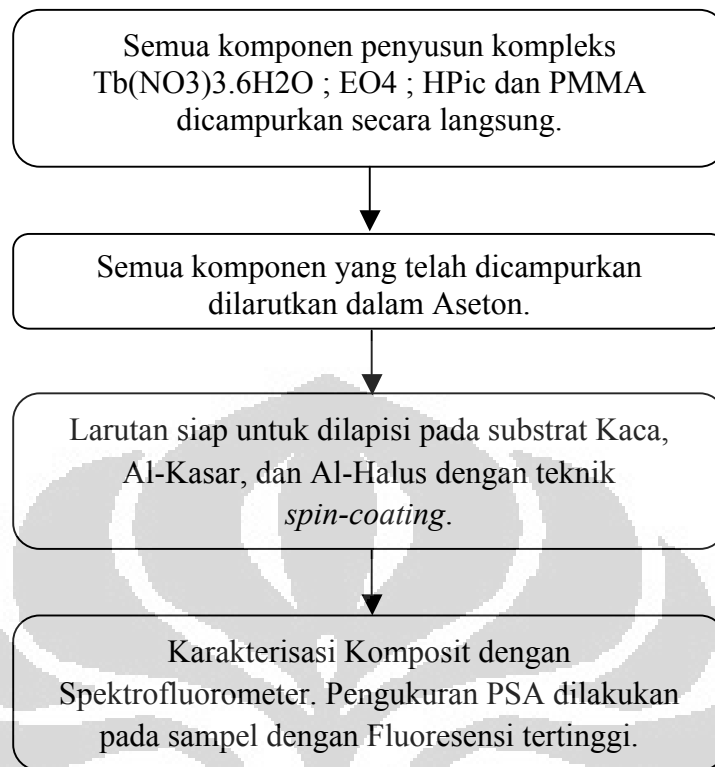 Semua komponen penyusun kompleks
Tb(NO3)3.6H2O ; EO4 ; HPic dan PMMA
dicampurkan secara langsung.
Semua komponen yang telah dicampurkan
dilarutkan dalam Aseton.
Larutan siap untuk dilapisi pada substrat Kaca,
Al-Kasar, dan Al-Halus dengan teknik
spin-coating.
Karakterisasi Komposit dengan
Spektrofluorometer. Pengukuran PSA dilakukan
pada sampel dengan Fluoresensi tertinggi.